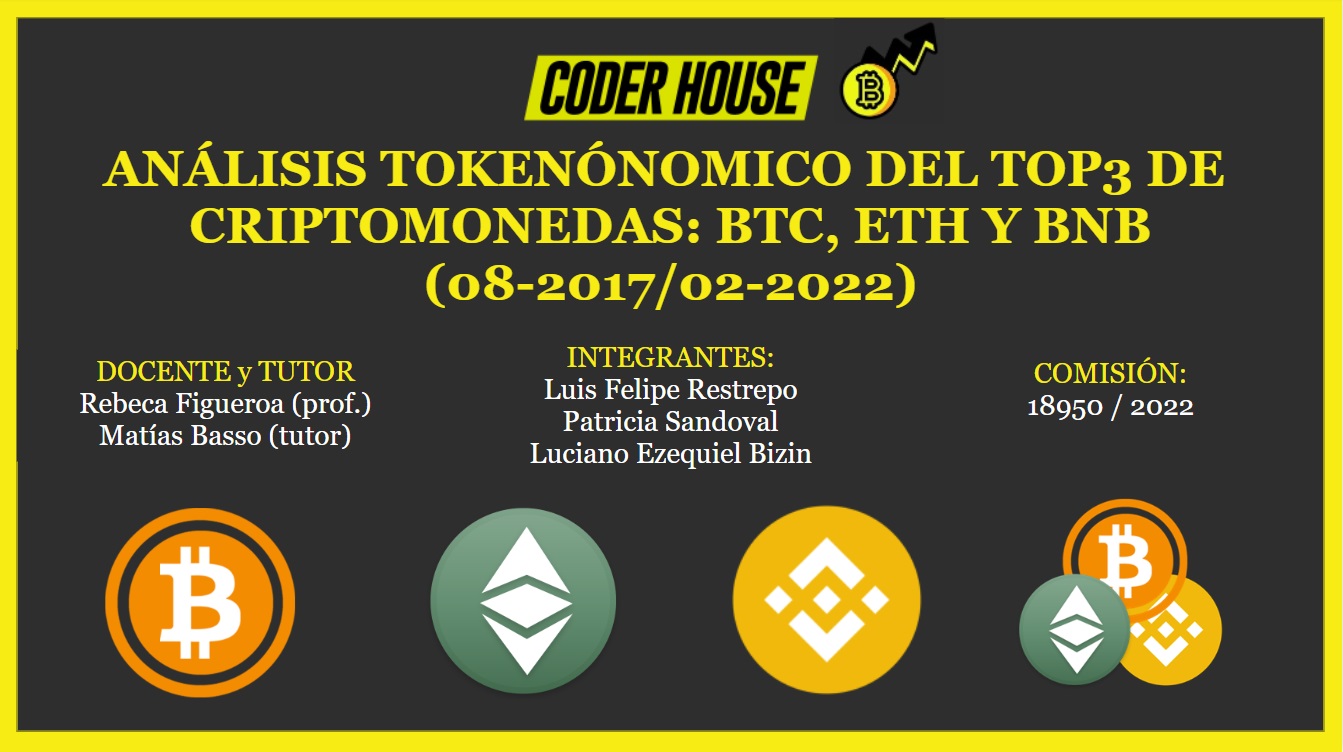 CODER HOUSE
ANÁLISIS TOKENÓNOMICO DEL TOP3 DE
CRIPTOMONEDAS: BTC, ETH Y BNB
(08-2017/02-2022)
DOCENTE y TUTOR
Rebeca Figueroa (prof.)
Matías Basso (tutor)
INTEGRANTES:
Luis Felipe Restrepo
Patricia Sandoval
Luciano Ezequiel Bizin
COMISIÓN:
18950 / 2022